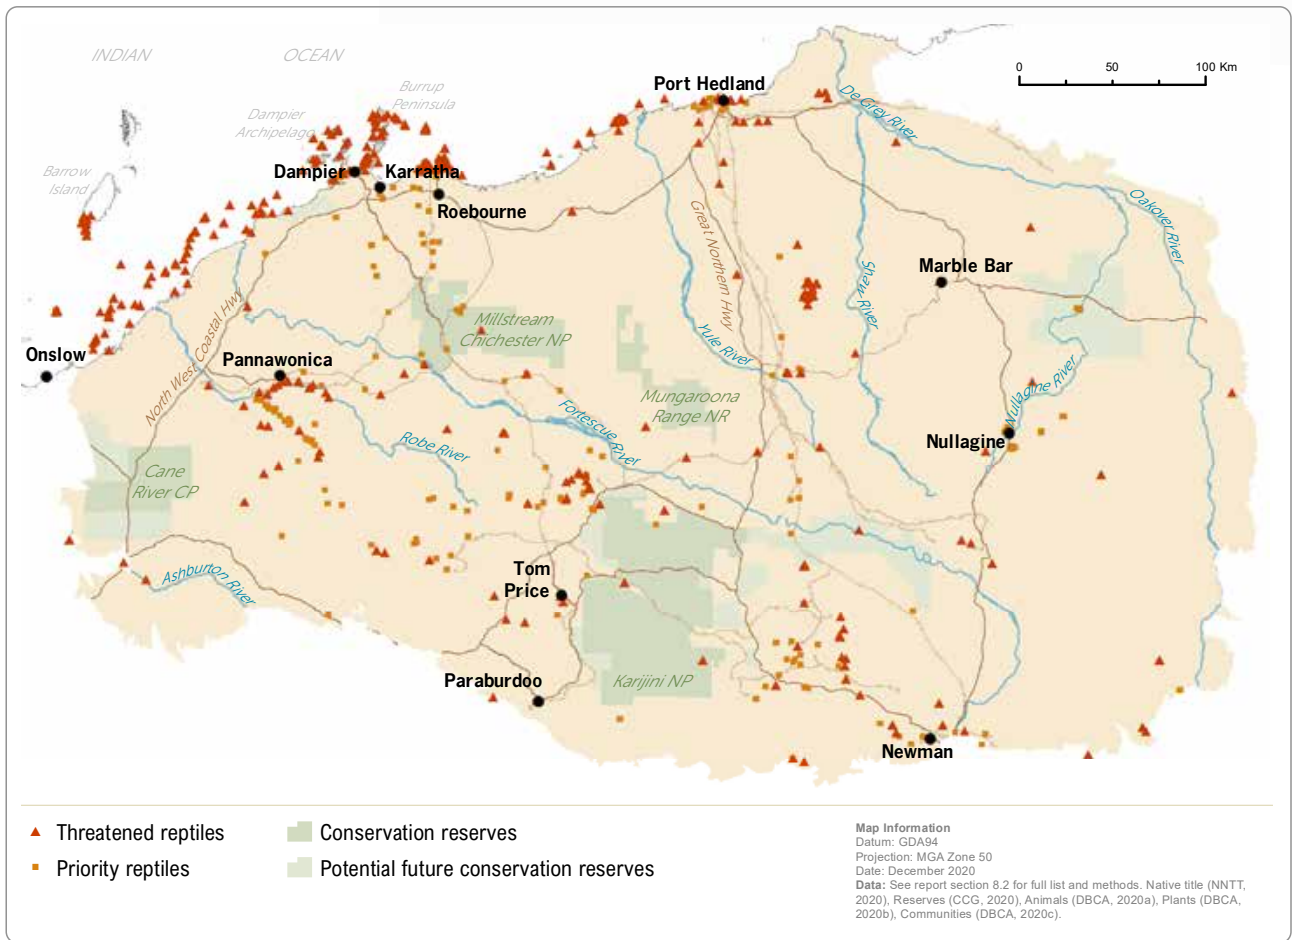 INDIAN
OCEAN
0
50
100 Km
Port Hedland
Burrup
Peninsula
De Grey River
Dampier
Archipelago
Barrow
Island
Dampier
Karratha
Roebourne
Oakover River
Great Northern Hwy
Marble Bar
Shaw River
North West Coastal Hwy
Millstream
Chichester NP
Yule River
Onslow
Pannawonica
Mungaroona
Range NR
Nullagine River
Fortescue River
Robe River
Nullagine
Cane
River CP
Ashburton River
Tom
Price
Paraburdoo
Karijini NP
Newman
Threatened reptiles
Priority reptiles
Conservation reserves
Potential future conservation reserves
Map Information
Datum: GDA94
Projection: MGA Zone 50
Date: December 2020
Data: See report section 8.2 for full list and methods. Native title (NNTT,
2020), Reserves (CCG, 2020), Animals (DBCA, 2020a), Plants (DBCA,
2020b), Communities (DBCA, 2020c).